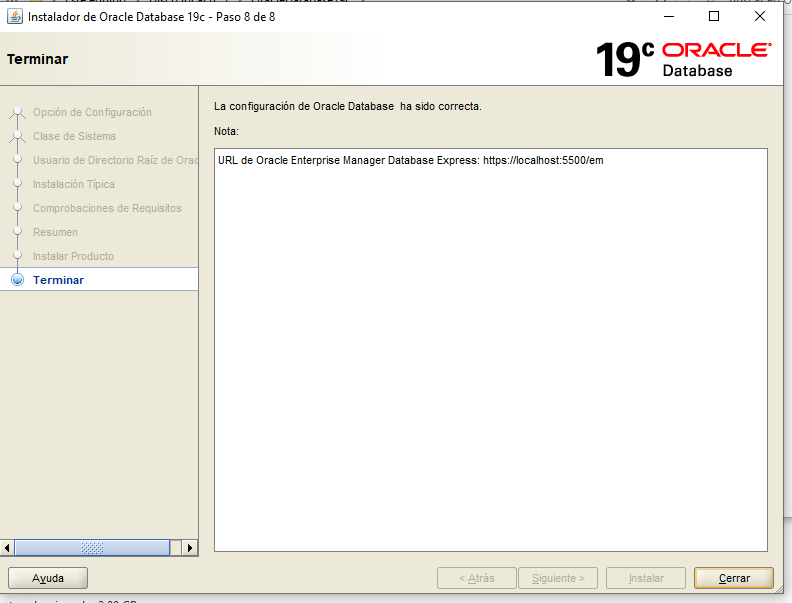 Instalador de Oracle Database 19c - Paso 8 de 8
Terminar
19c ORACLE
Database
Opción de Configuración
Clase de Sistema
Usuario de Directorio Raíz de Orac
Instalación Típica
Comprobaciones de Requisitos
Resumen
Instalar Producto
Terminar
La configuración de Oracle Database  ha sido correcta.
Nota:
URL de Oracle Enterprise Manager Database Express: https://localhost:5500/em
Ayuda
< Atrás
Siguiente >
Instalar
Cerrar